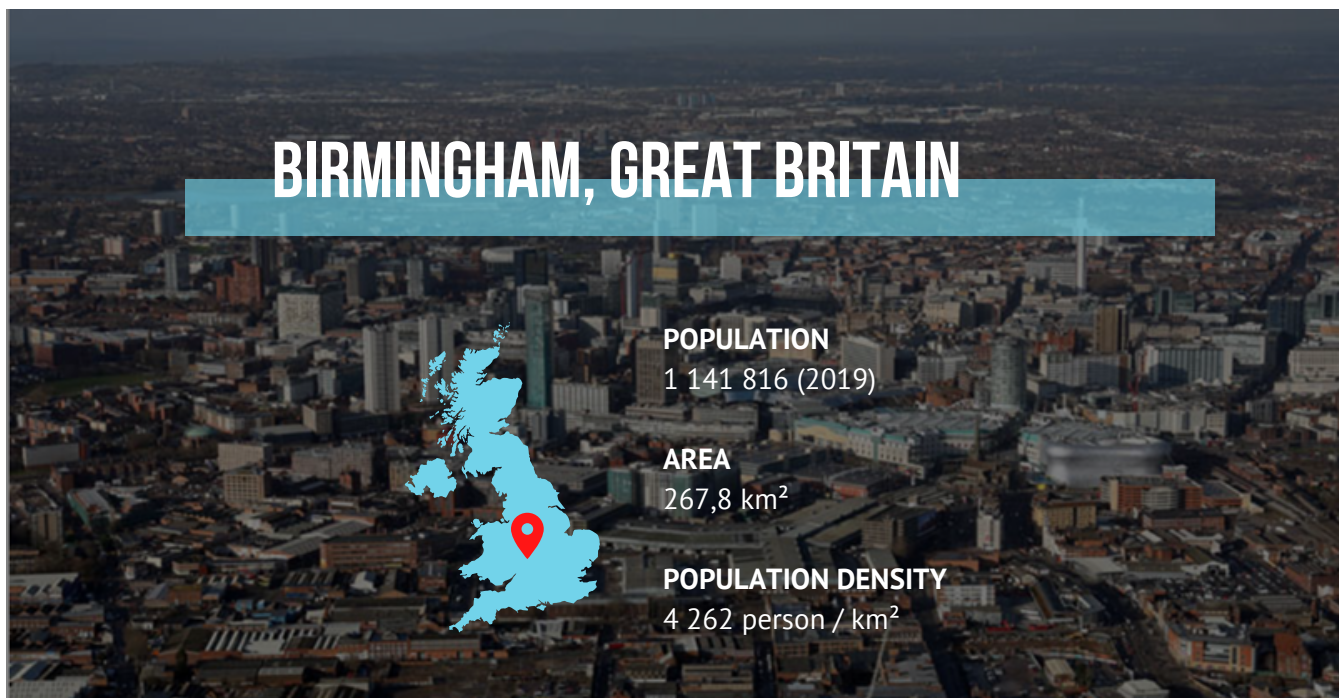 BIRMINGHAM, GREAT BRITAIN
POPULATION
1 141 816 (2019)
AREA
267,8 km²
POPULATION DENSITY
4 262 person / km²